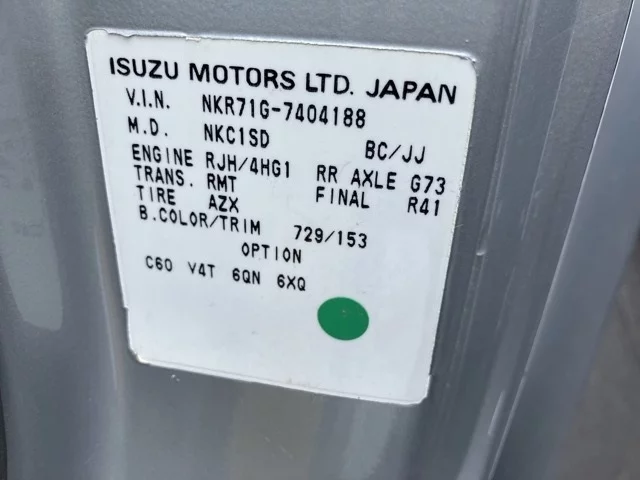 ISUZU MOTORS LTD. JAPAN
V.I.N. NKR71G-7404188
M.D. NKC1SD BC/JJ
ENGINE RJH/4HG1 RR AXLE G73
TRANS. RMT FINAL R41
TIRE AZX
B.COLOR/TRIM 729/153
OPTION
C60 V4T 6QN 6XQ